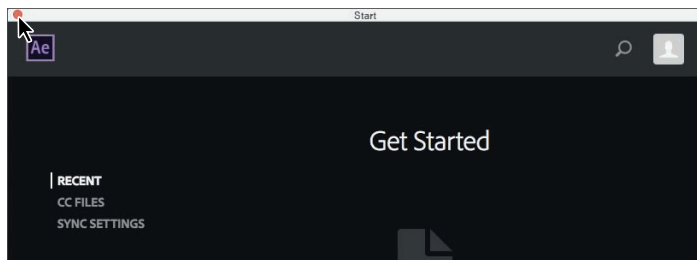 Start
Ae
Get Started
RECENT
CC FILES
SYNC SETTINGS